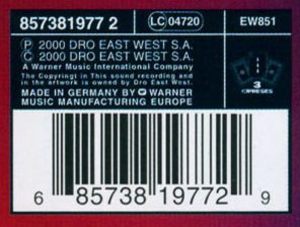 857381977 2 LC 04720 EW851
Ⓟ 2000 DRO EAST WEST S.A.
© 2000 DRO EAST WEST S.A.
A Warner Music International Company
The Copyringt in This sound recording and
in the artwork is owned by Dro East West.
MADE IN GERMANY BY WARNER
MUSIC MANUFACTURING EUROPE
3
CIPRESES
6 85738 19772 9